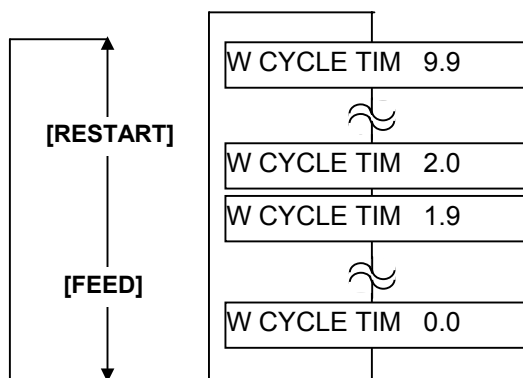 W CYCLE TIM 9.9
[RESTART]
W CYCLE TIM 2.0
W CYCLE TIM 1.9
[FEED]
W CYCLE TIM 0.0